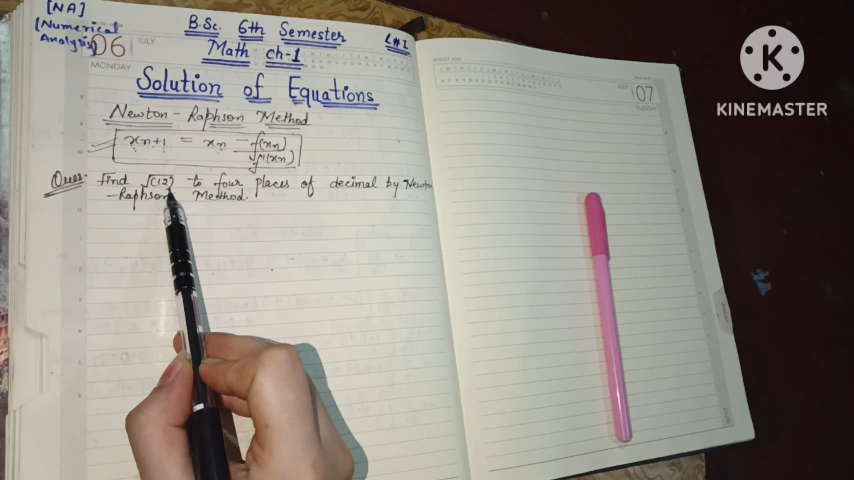 [NA]
[Numerical
Analysis]
06
JULY
MONDAY
B.Sc. 6th Semester
L#1
Math ch-1
Solution of Equations
Newton-Raphson Method
xn+1 = xn - f(xn)
f'(xn)
Ques: Find √(12) to four places of decimal by Newton
-Raphson Method.
07
TUESDAY
KINEMASTER